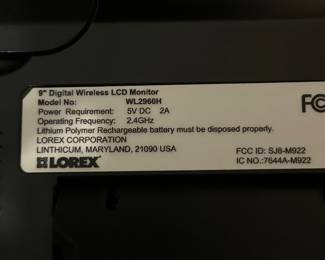 9" Digital Wireless LCD Monitor
Model No: WL2960H
Power Requirement: 5V DC 2A
Operating Frequency: 2.4GHz
Lithium Polymer Rechargeable battery must be disposed properly.
LOREX CORPORATION
LINTHICUM, MARYLAND, 21090 USA
LOREX
FC
FCC ID: SJ8-M922
IC NO.:7644A-M922